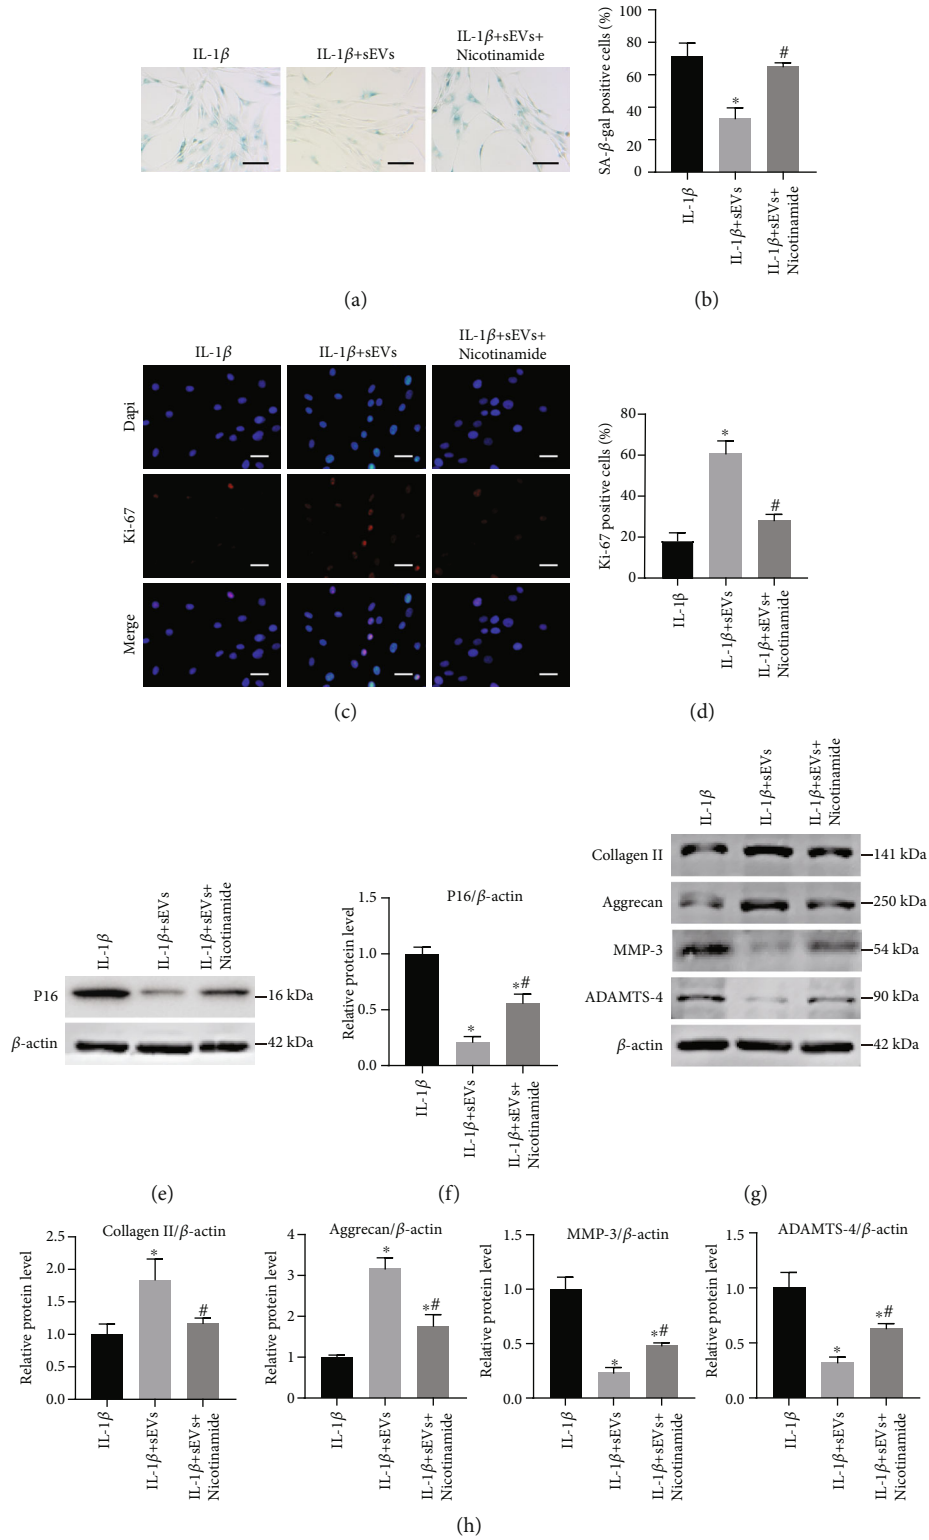 IL-1β
IL-1β+sEVs
IL-1β+sEVs+
Nicotinamide
(a)
SA-β-gal positive cells (%)
100
80
60
40
20
0
*
#
IL-1β
IL-1β+sEVs
IL-1β+sEVs+
Nicotinamide
(b)
IL-1β
IL-1β+sEVs
IL-1β+sEVs+
Nicotinamide
Dapi
Ki-67
Merge
(c)
Ki-67 positive cells (%)
80
60
40
20
0
*
#
IL-1β
IL-1β+sEVs
IL-1β+sEVs+
Nicotinamide
(d)
IL-1β
IL-1β+sEVs
IL-1β+sEVs+
Nicotinamide
P16
16 kDa
β-actin
42 kDa
(e)
P16/β-actin
Relative protein level
1.5
1.0
0.5
0.0
*
*#
IL-1β
IL-1β+sEVs
IL-1β+sEVs+
Nicotinamide
(f)
IL-1β
IL-1β+sEVs
IL-1β+sEVs+
Nicotinamide
Collagen II
141 kDa
Aggrecan
250 kDa
MMP-3
54 kDa
ADAMTS-4
90 kDa
β-actin
42 kDa
(g)
Collagen II/β-actin
Relative protein level
2.5
2.0
1.5
1.0
0.5
0.0
*
#
IL-1β
IL-1β+sEVs
IL-1β+sEVs+
Nicotinamide
Aggrecan/β-actin
Relative protein level
4
3
2
1
0
*
*#
IL-1β
IL-1β+sEVs
IL-1β+sEVs+
Nicotinamide
MMP-3/β-actin
Relative protein level
1.5
1.0
0.5
0.0
*
*#
IL-1β
IL-1β+sEVs
IL-1β+sEVs+
Nicotinamide
ADAMTS-4/β-actin
Relative protein level
1.5
1.0
0.5
0.0
*
*#
IL-1β
IL-1β+sEVs
IL-1β+sEVs+
Nicotinamide
(h)